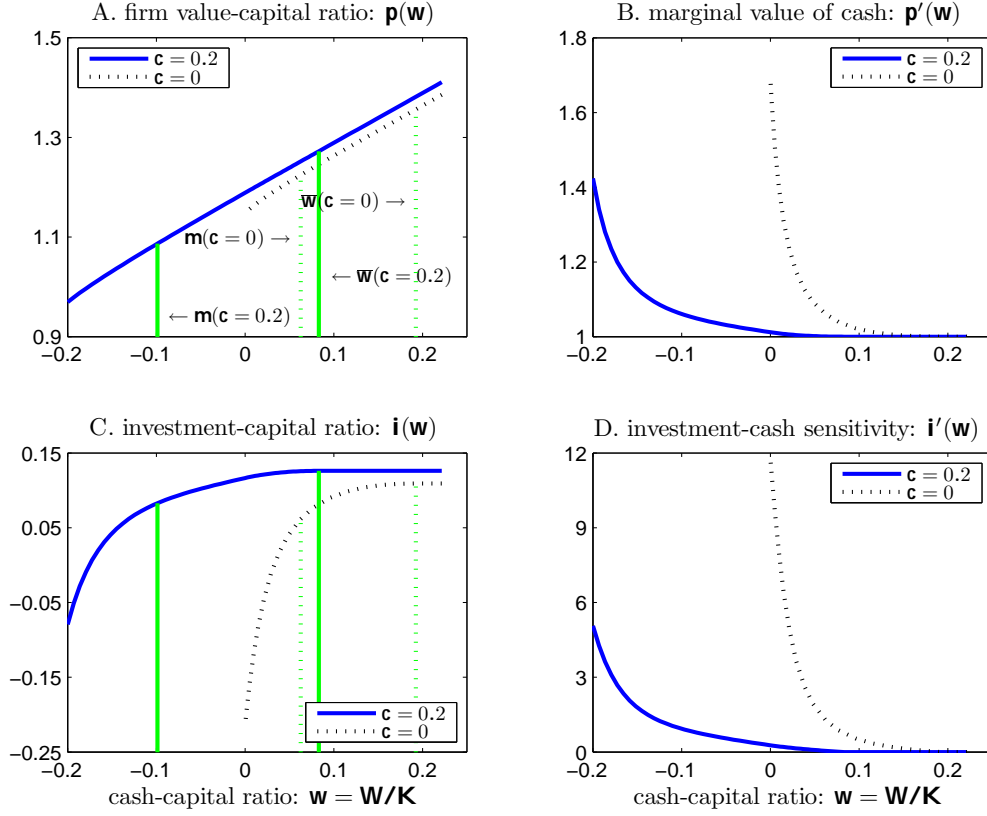 A. firm value-capital ratio: p(w)
1.5
1.3
1.1
0.9
c = 0.2
c = 0
w̅(c = 0) →
m(c = 0) →
← w̅(c = 0.2)
← m(c = 0.2)
−0.2 −0.1 0 0.1 0.2
B. marginal value of cash: p′(w)
1.8
1.6
1.4
1.2
1
c = 0.2
c = 0
−0.2 −0.1 0 0.1 0.2
C. investment-capital ratio: i(w)
0.15
0.05
−0.05
−0.15
−0.25
c = 0.2
c = 0
−0.2 −0.1 0 0.1 0.2
cash-capital ratio: w = W/K
D. investment-cash sensitivity: i′(w)
12
9
6
3
0
c = 0.2
c = 0
−0.2 −0.1 0 0.1 0.2
cash-capital ratio: w = W/K